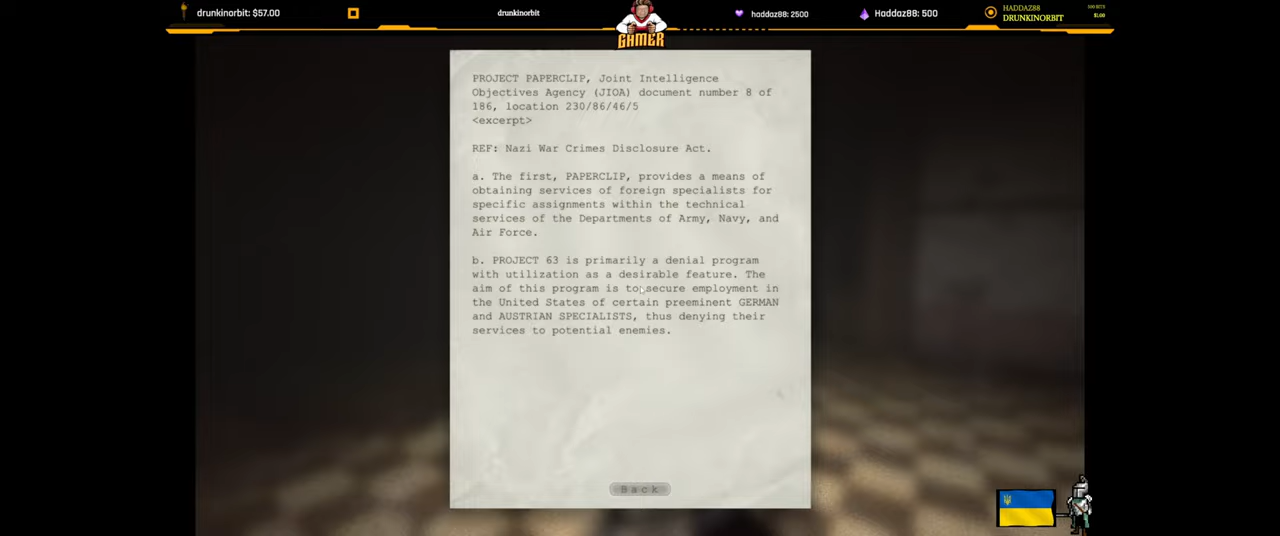 drunkinorbit: $57.00
drunkinorbit
haddaz88: 2500
Haddaz88: 500
HADDAZ88
DRUNKINORBIT
500 BITS
$1.00
GAMER
PROJECT PAPERCLIP, Joint Intelligence
Objectives Agency (JIOA) document number 8 of
186, location 230/86/46/5
<excerpt>
REF: Nazi War Crimes Disclosure Act.
a. The first, PAPERCLIP, provides a means of
obtaining services of foreign specialists for
specific assignments within the technical
services of the Departments of Army, Navy, and
Air Force.
b. PROJECT 63 is primarily a denial program
with utilization as a desirable feature. The
aim of this program is to secure employment in
the United States of certain preeminent GERMAN
and AUSTRIAN SPECIALISTS, thus denying their
services to potential enemies.
Back